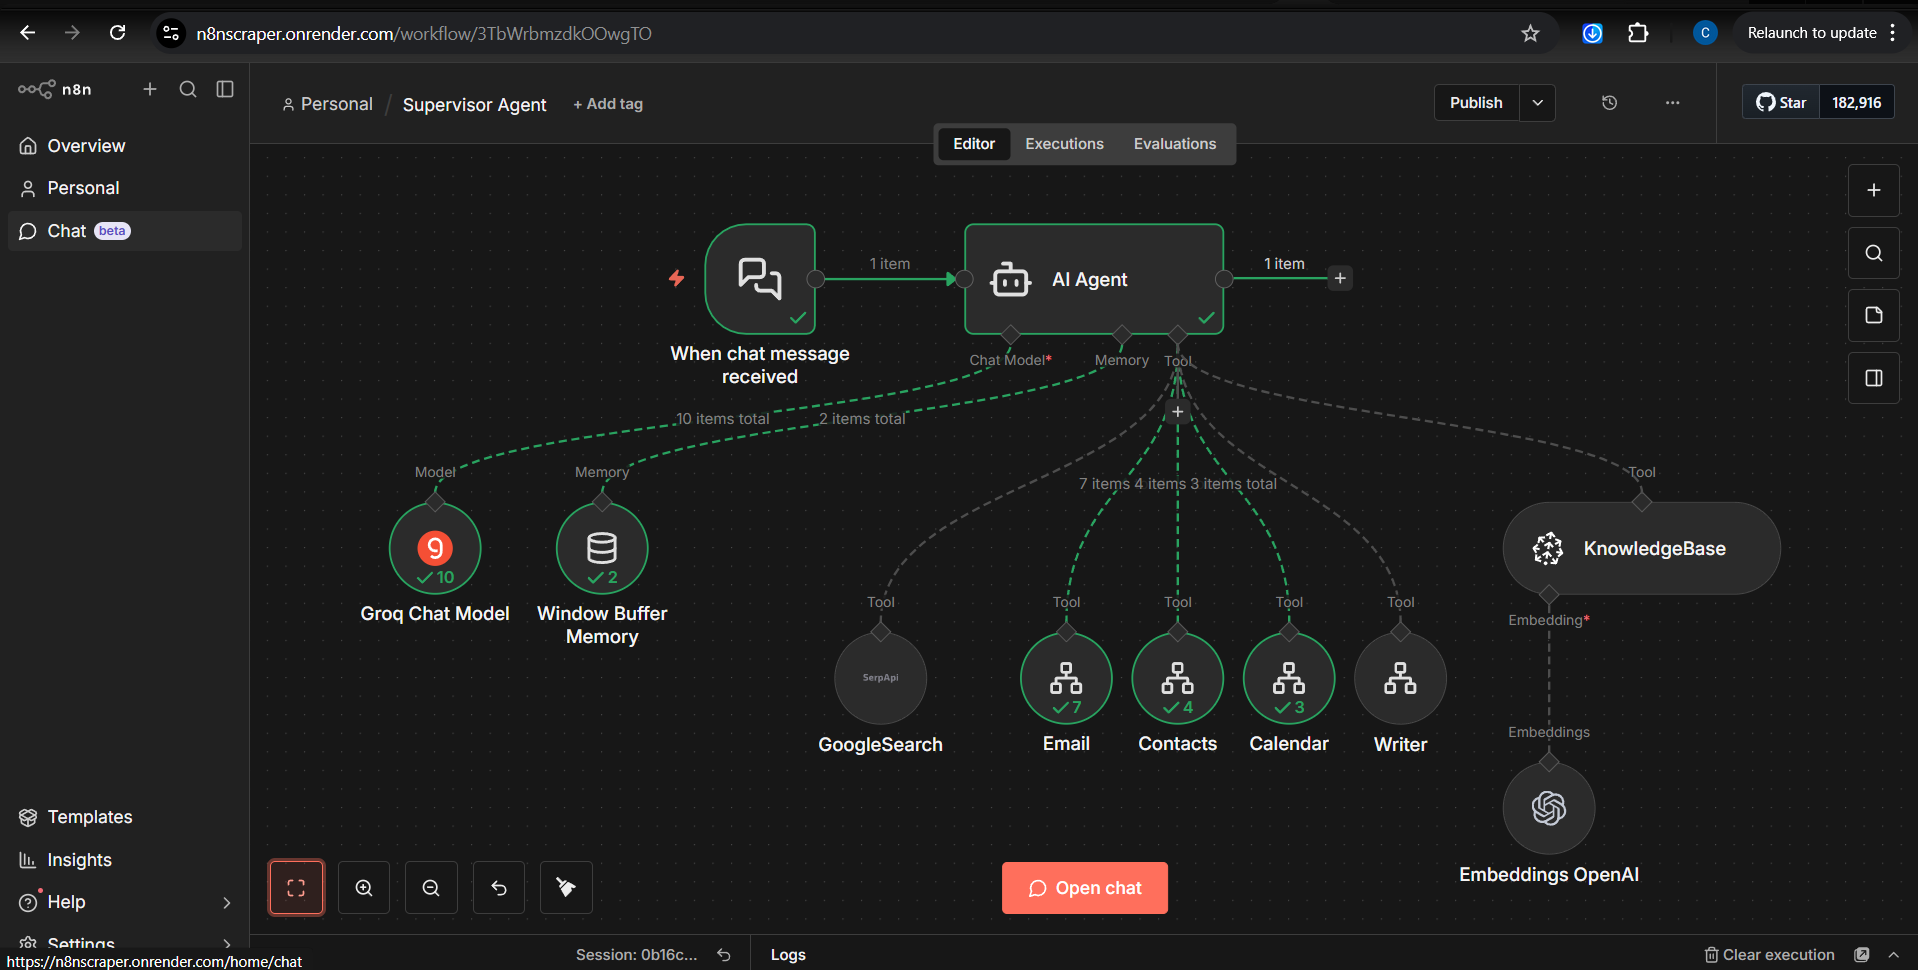 n8nscraper.onrender.com/workflow/3TbWrbmzdkOOwgTO
C
Relaunch to update
n8n
Personal / Supervisor Agent + Add tag
Publish
Star 182,916
Editor Executions Evaluations
Overview
Personal
Chat beta
1 item
AI Agent
1 item
When chat message
received
Chat Model*
Memory
Tool
10 items total
2 items total
Model
Memory
7 items 4 items 3 items total
Tool
KnowledgeBase
10
2
Groq Chat Model
Window Buffer
Memory
Tool
Tool
Tool
Tool
Tool
Embedding*
SerpApi
7
4
3
GoogleSearch
Email
Contacts
Calendar
Writer
Embeddings
Embeddings OpenAI
Templates
Insights
Help
Settings
Open chat
Session: 0b16c...
Logs
Clear execution
https://n8nscraper.onrender.com/home/chat